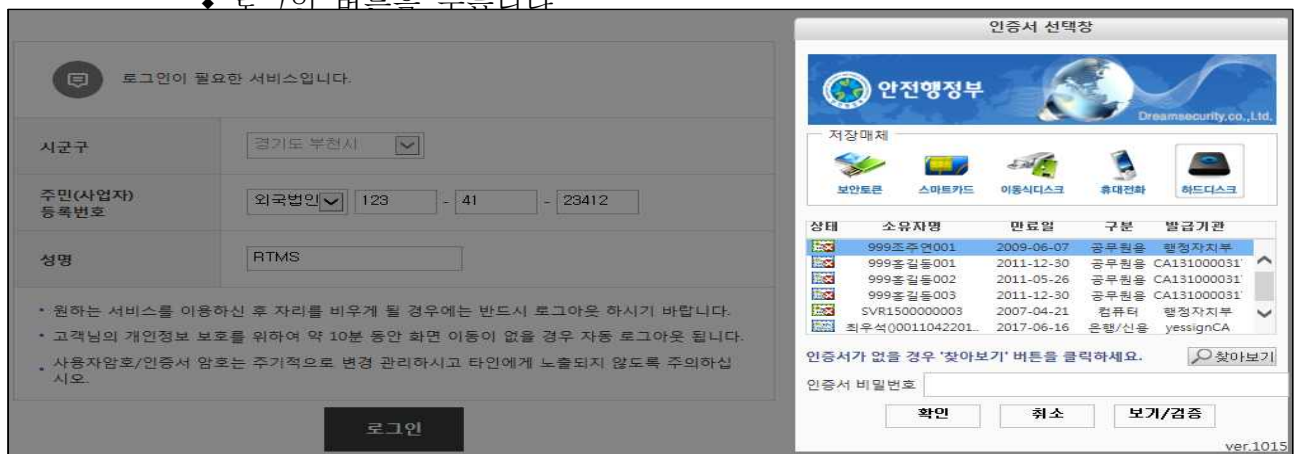 로그인 버튼을 누릅니다
로그인이 필요한 서비스입니다.
시군구
경기도 부천시
주민(사업자)
등록번호
외국법인 123 - 41 - 23412
성명
RTMS
• 원하는 서비스를 이용하신 후 자리를 비우게 될 경우에는 반드시 로그아웃 하시기 바랍니다.
• 고객님의 개인정보 보호를 위하여 약 10분 동안 화면 이동이 없을 경우 자동 로그아웃 됩니다.
• 사용자암호/인증서 암호는 주기적으로 변경 관리하시고 타인에게 노출되지 않도록 주의하십
시오.
로그인
인증서 선택창
안전행정부
Dreamsecurity.co.,Ltd.
저장매체
보안토큰 스마트카드 이동식디스크 휴대전화 하드디스크
상태 소유자명 만료일 구분 발급기관
999조주연001 2009-06-07 공무원용 행정자치부
999홍길동001 2011-12-30 공무원용 CA131000031
999홍길동002 2011-05-26 공무원용 CA131000031
999홍길동003 2011-12-30 공무원용 CA131000031
SVR1500000003 2007-04-21 컴퓨터 행정자치부
최우석()0011042201.. 2017-06-16 은행/신용 yessignCA
인증서가 없을 경우 '찾아보기' 버튼을 클릭하세요. 찾아보기
인증서 비밀번호
확인 취소 보기/검증
ver.1015